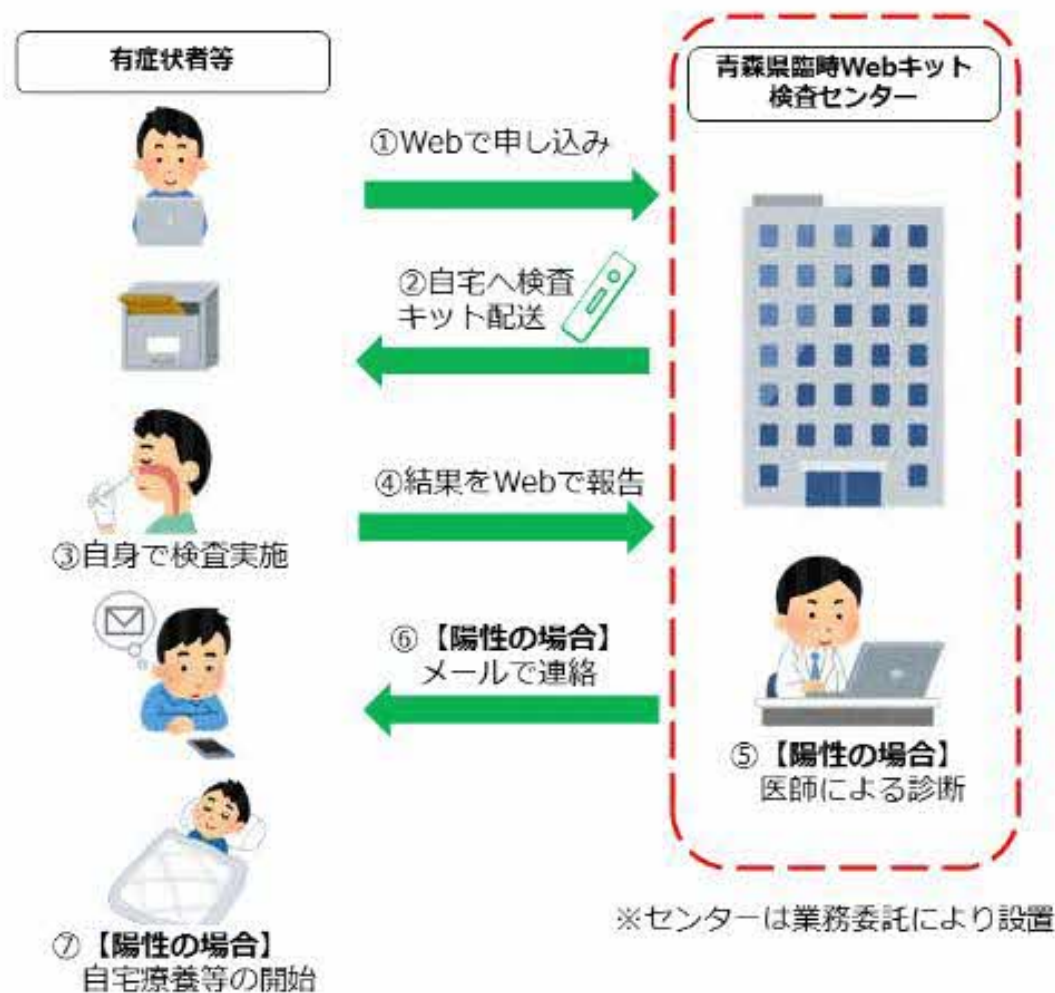 有症状者等
青森県臨時Webキット
検査センター
①Webで申し込み
②自宅へ検査
キット配送
③自身で検査実施
④結果をWebで報告
⑤【陽性の場合】
医師による診断
⑥【陽性の場合】
メールで連絡
⑦【陽性の場合】
自宅療養等の開始
※センターは業務委託により設置